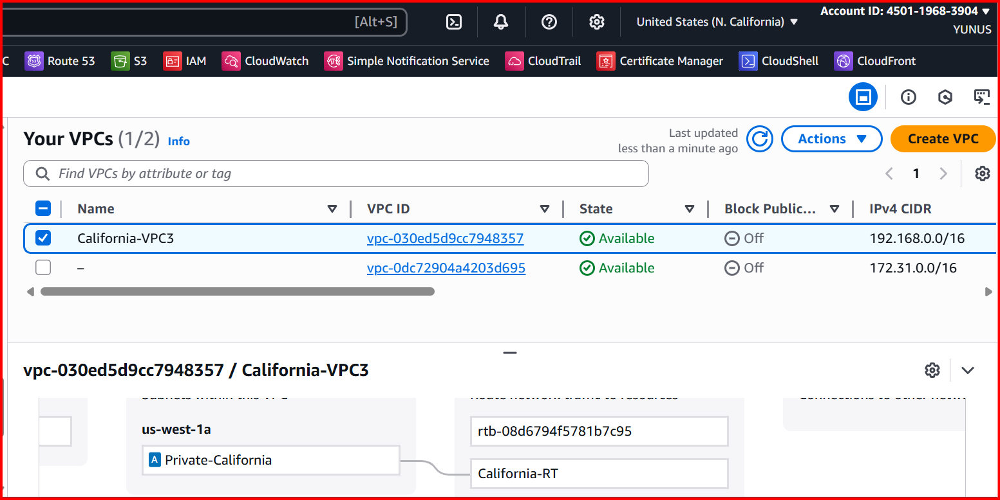 [Alt+S]
United States (N. California)
Account ID: 4501-1968-3904
YUNUS
C
Route 53
S3
IAM
CloudWatch
Simple Notification Service
CloudTrail
Certificate Manager
CloudShell
CloudFront
Your VPCs (1/2) Info
Last updated
less than a minute ago
Actions
Create VPC
Find VPCs by attribute or tag
1
Name VPC ID State Block Public... IPv4 CIDR
California-VPC3 vpc-030ed5d9cc7948357 Available Off 192.168.0.0/16
– vpc-0dc72904a4203d695 Available Off 172.31.0.0/16
vpc-030ed5d9cc7948357 / California-VPC3
Subnets within this VPC
Route network traffic to resources
Connections to other
us-west-1a
A Private-California
rtb-08d6794f5781b7c95
California-RT